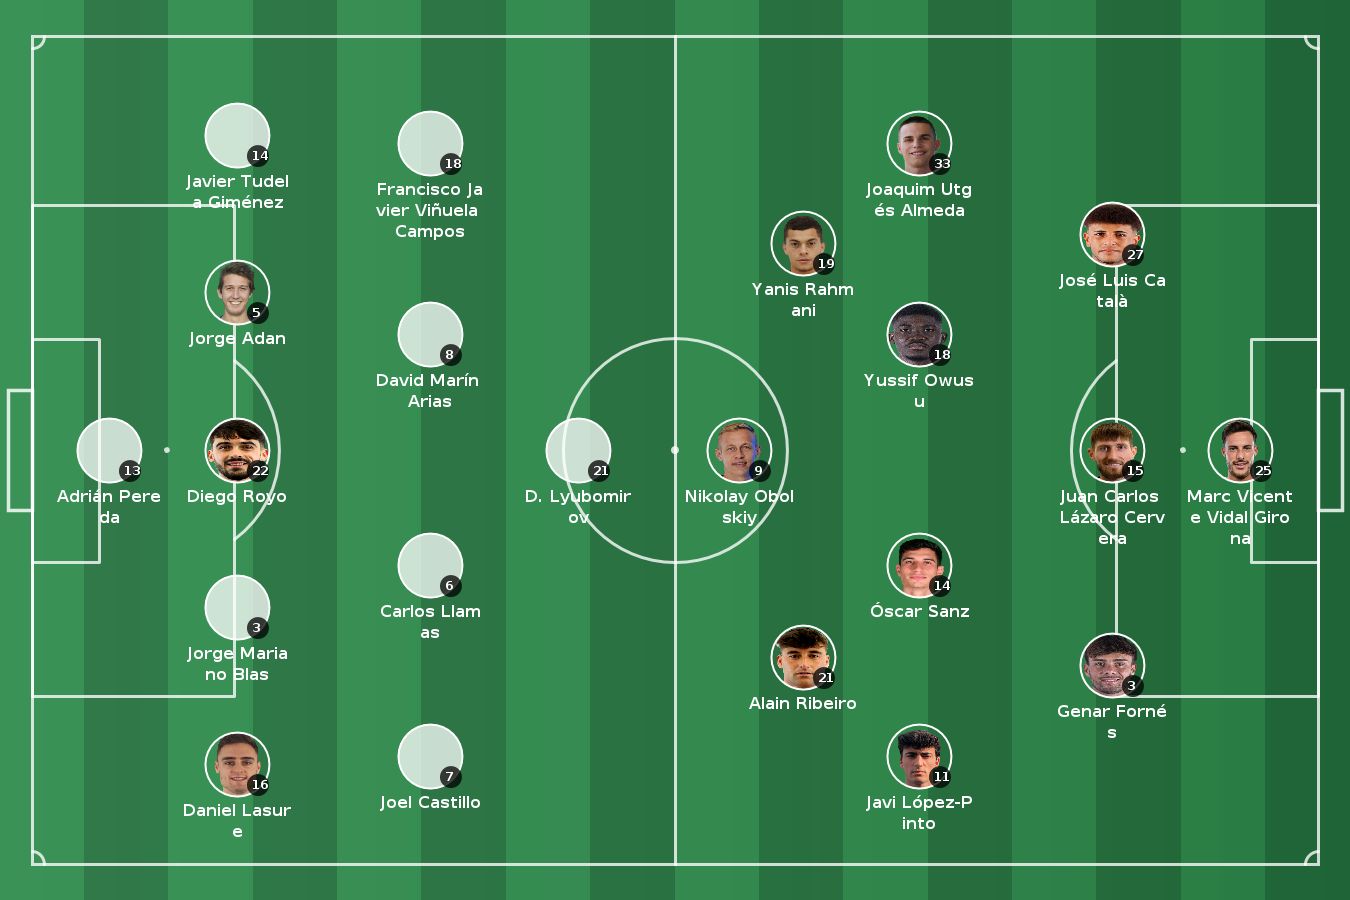 14
Javier Tudel
a Giménez
5
Jorge Adan
13
Adrián Pere
da
22
Diego Royo
3
Jorge Maria
no Blas
16
Daniel Lasur
e
18
Francisco Ja
vier Viñuela
Campos
8
David Marín
Arias
6
Carlos Llam
as
7
Joel Castillo
21
D. Lyubomir
ov
9
Nikolay Obol
skiy
19
Yanis Rahm
ani
21
Alain Ribeiro
33
Joaquim Utg
és Almeda
18
Yussif Owus
u
14
Óscar Sanz
11
Javi López-P
into
27
José Luis Ca
talà
15
Juan Carlos
Lázaro Cerv
era
3
Genar Forné
s
25
Marc Vicent
e Vidal Giro
na